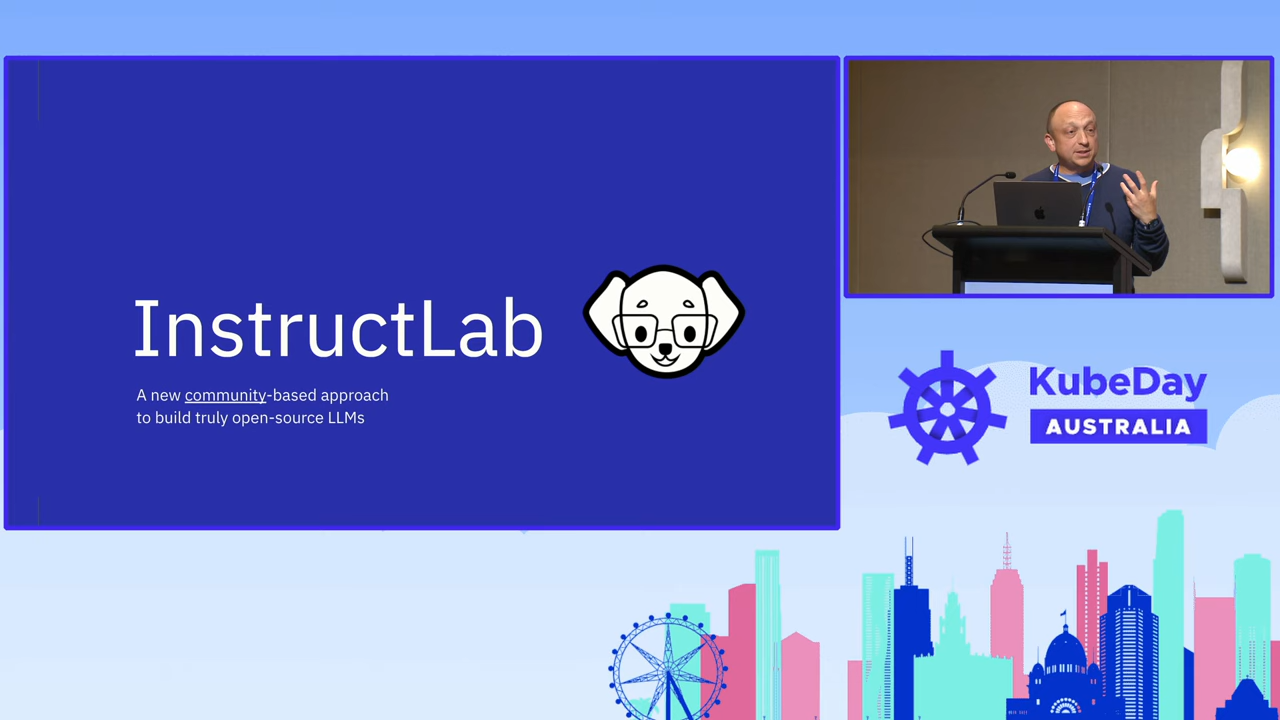 InstructLab
A new community-based approach
to build truly open-source LLMs
KubeDay
AUSTRALIA